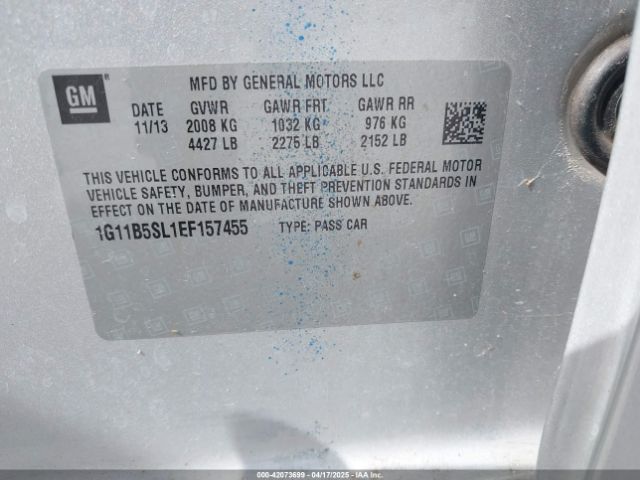 GM
MFD BY GENERAL MOTORS LLC
DATE GVWR GAWR FRT GAWR RR
11/13 2008 KG 1032 KG 976 KG
4427 LB 2275 LB 2152 LB
THIS VEHICLE CONFORMS TO ALL APPLICABLE U.S. FEDERAL MOTOR
VEHICLE SAFETY, BUMPER, AND THEFT PREVENTION STANDARDS IN
EFFECT ON THE DATE OF MANUFACTURE SHOWN ABOVE.
1G11B5SL1EF157455 TYPE: PASS CAR
000-42073699 04/17/2025 IAAI.COM